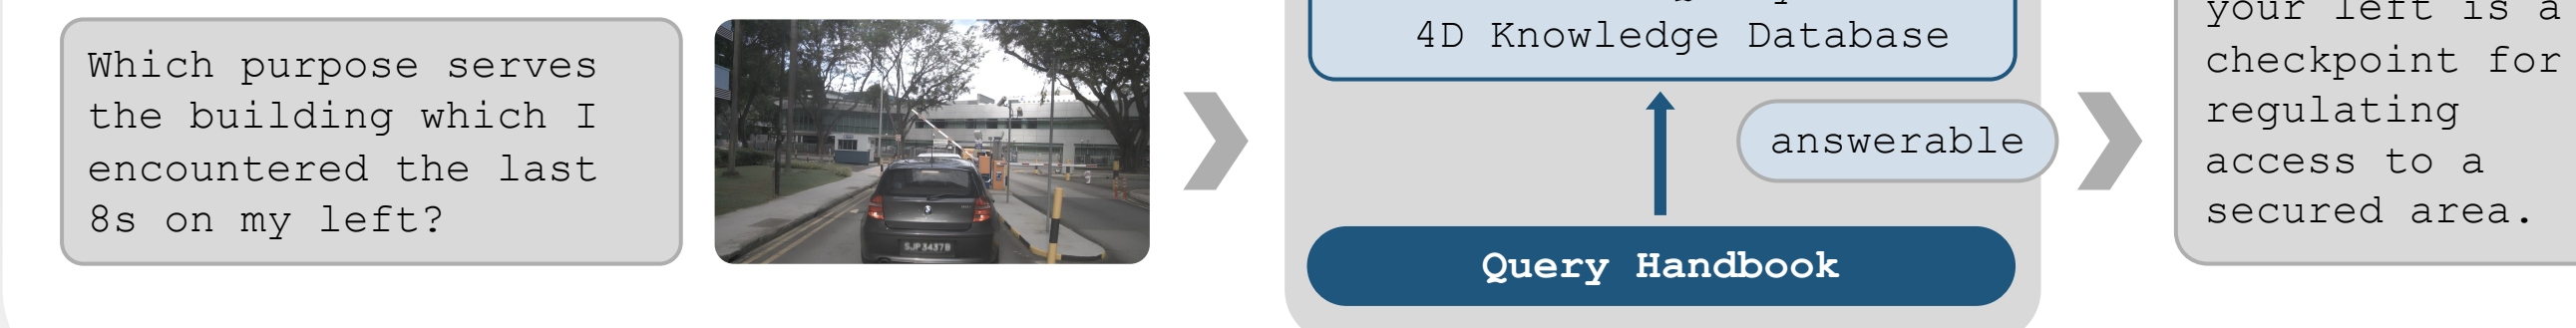 Which purpose serves
the building which I
encountered the last
8s on my left?
SJP3437B
4D Knowledge Database
answerable
Query Handbook
your left is a
checkpoint for
regulating
access to a
secured area.